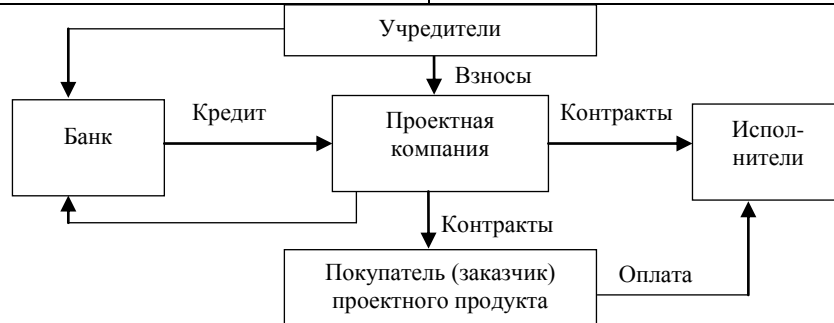 Учредители
Взносы
Банк
Кредит
Проектная
компания
Контракты
Испол-
нители
Контракты
Покупатель (заказчик)
проектного продукта
Оплата